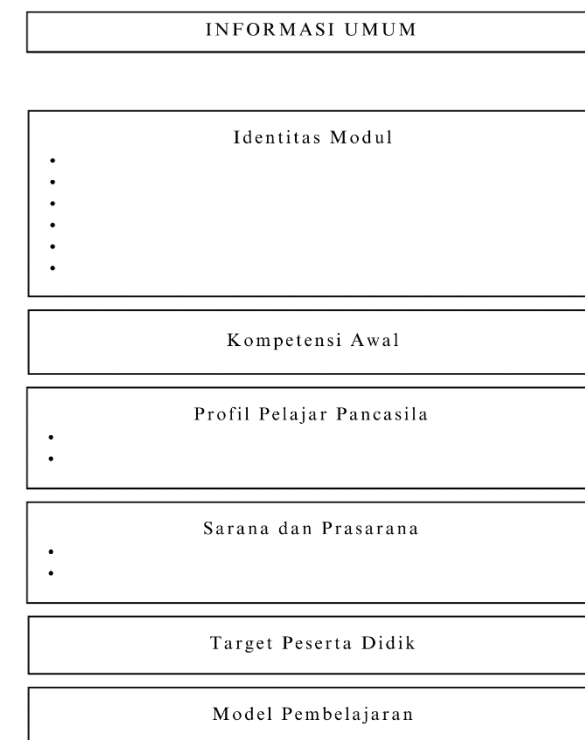 INFORMASI UMUM
Identitas Modul
•
•
•
•
•
•
Kompetensi Awal
Profil Pelajar Pancasila
•
•
Sarana dan Prasarana
•
•
Target Peserta Didik
Model Pembelajaran